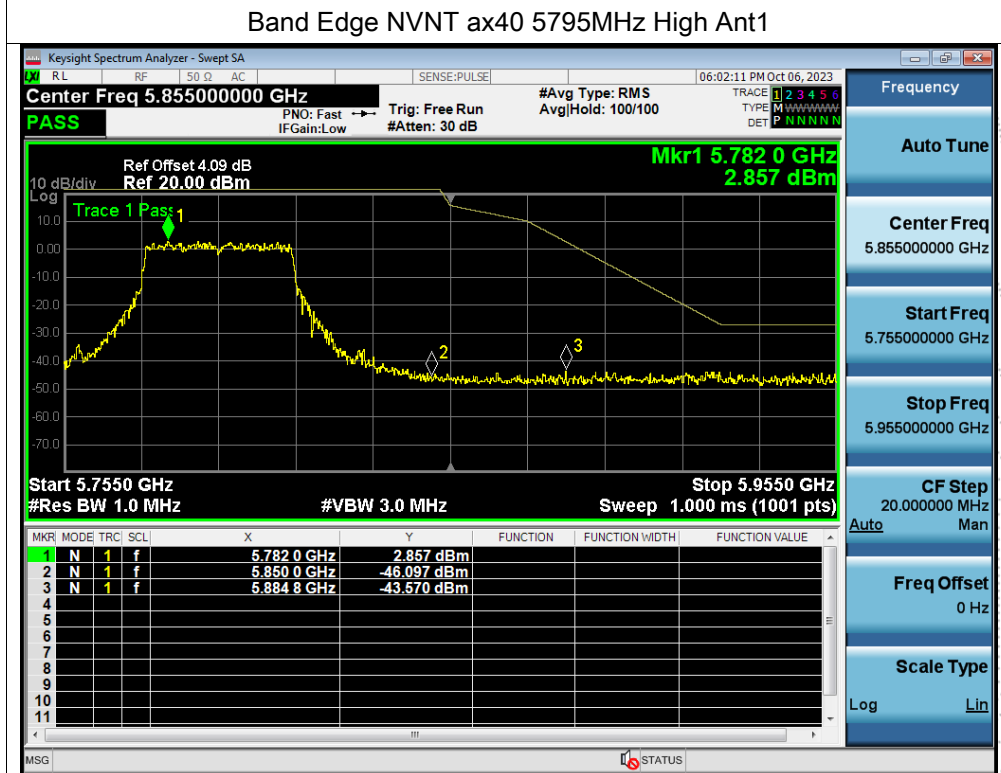 Band Edge NVNT ax40 5795MHz High Ant1
Keysight Spectrum Analyzer - Swept SA
LXI RL RF 50 Ω AC SENSE:PULSE 06:02:11 PM Oct 06, 2023
Center Freq 5.855000000 GHz #Avg Type: RMS TRACE 1 2 3 4 5 6
PASS PNO: Fast Trig: Free Run Avg|Hold: 100/100 TYPE M W W W W W
IFGain:Low #Atten: 30 dB DET P N N N N N
Ref Offset 4.09 dB Mkr1 5.782 0 GHz
10 dB/div Ref 20.00 dBm 2.857 dBm
Log
Trace 1 Pass 1
10.0
0.00
-10.0
-20.0
-30.0
-40.0 2 3
-50.0
-60.0
-70.0
Start 5.7550 GHz Stop 5.9550 GHz
#Res BW 1.0 MHz #VBW 3.0 MHz Sweep 1.000 ms (1001 pts)
MKR MODE TRC SCL X Y FUNCTION FUNCTION WIDTH FUNCTION VALUE
1 N 1 f 5.782 0 GHz 2.857 dBm
2 N 1 f 5.850 0 GHz -46.097 dBm
3 N 1 f 5.884 8 GHz -43.570 dBm
4
5
6
7
8
9
10
11
MSG STATUS
Frequency
Auto Tune
Center Freq
5.855000000 GHz
Start Freq
5.755000000 GHz
Stop Freq
5.955000000 GHz
CF Step
20.000000 MHz
Auto Man
Freq Offset
0 Hz
Scale Type
Log Lin